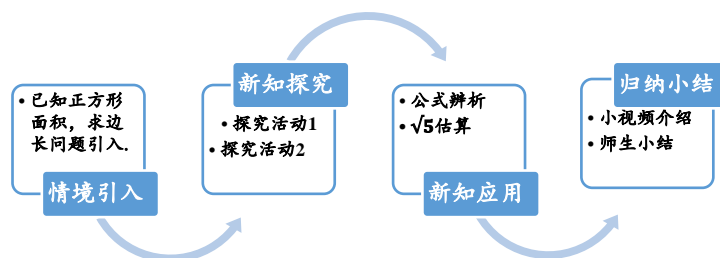 • 已知正方形
面积，求边
长问题引入.
情境引入
新知探究
• 探究活动1
• 探究活动2
• 公式辨析
• √5估算
新知应用
归纳小结
• 小视频介绍
• 师生小结